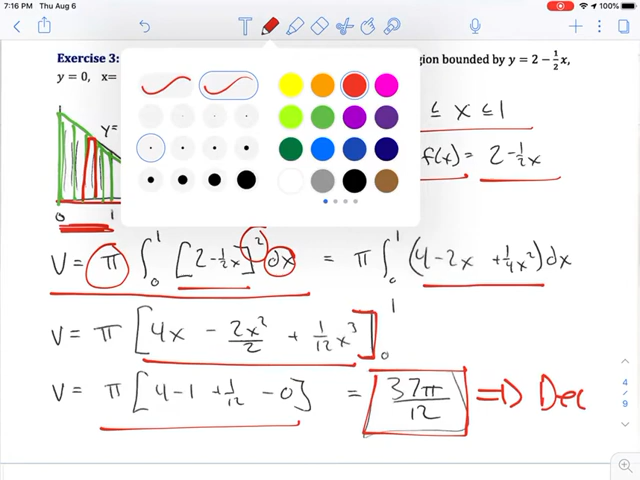 7:16 PM Thu Aug 6
100%
Exercise 3: gion bounded by y = 2 − ½x,
y = 0, x=
≤ x ≤ 1
y=
f(x) = 2 − ½x
0 1
V = π ∫₀¹ [2 − ½x]² dx = π ∫₀¹ (4 − 2x + ¼x²) dx
V = π [4x − 2x²/2 + 1/12 x³]₀¹
V = π [4 − 1 + 1/12 − 0] = 37π/12 ⇒ Dec
4
9